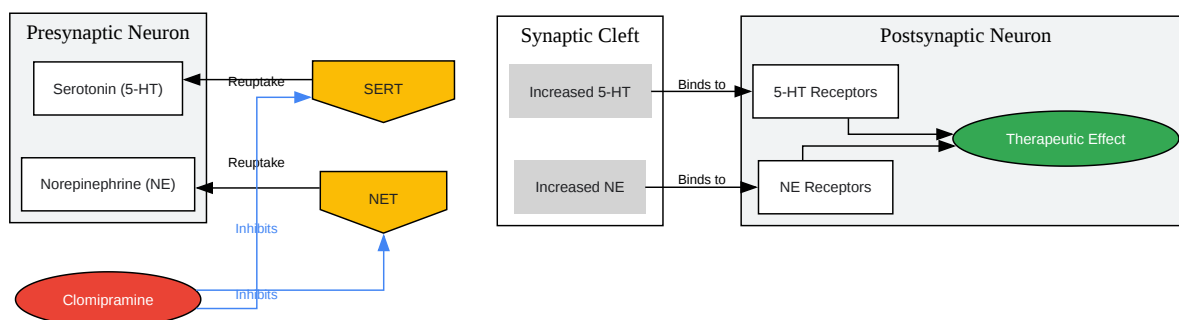 Presynaptic Neuron
Serotonin (5-HT)
Reuptake
SERT
Norepinephrine (NE)
Reuptake
NET
Inhibits
Clomipramine
Inhibits
Synaptic Cleft
Increased 5-HT
Binds to
Increased NE
Binds to
Postsynaptic Neuron
5-HT Receptors
Therapeutic Effect
NE Receptors